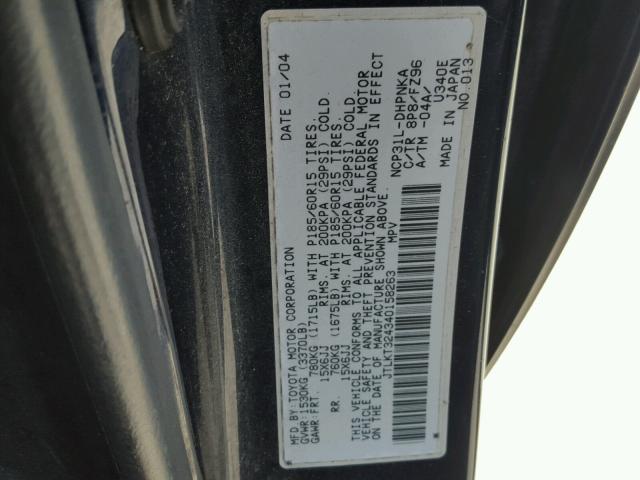 MFD. BY: TOYOTA MOTOR CORPORATION DATE 01/04
GVWR: 1530KG (3370LB)
GAWR: FRT. 780KG (1715LB) WITH P185/60R15 TIRES.
15X6JJ RIMS. AT 200KPA (29PSI) COLD.
RR. 760KG (1675LB) WITH P185/60R15 TIRES.
15X6JJ RIMS. AT 200KPA (29PSI) COLD
THIS VEHICLE CONFORMS TO ALL APPLICABLE FEDERAL MOTOR
VEHICLE SAFETY AND THEFT PREVENTION STANDARDS IN EFFECT
ON THE DATE OF MANUFACTURE SHOWN ABOVE.
JTLKT324340158263 MPV
NCP31L-DHPNKA
C/TR 8P8/FZ96
A/TM -04A/ U340E
MADE IN JAPAN
NO.013